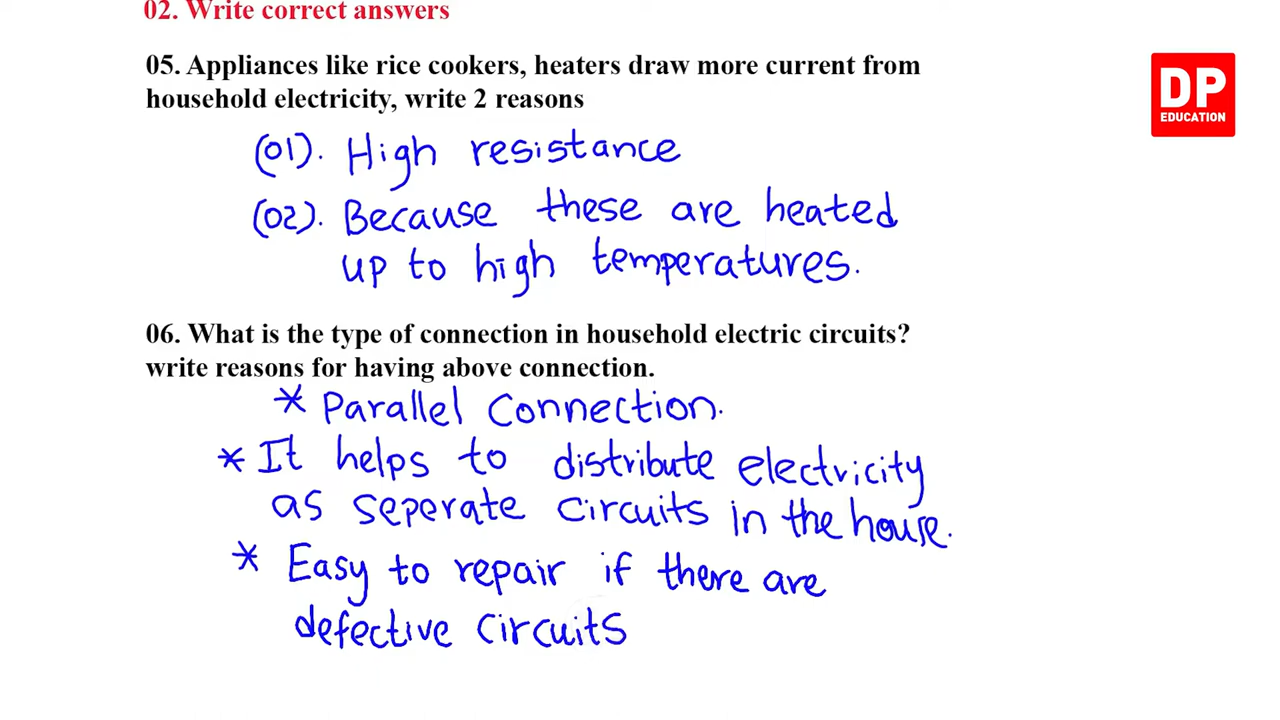 02. Write correct answers
DP
EDUCATION
05. Appliances like rice cookers, heaters draw more current from
household electricity, write 2 reasons
(01). High resistance
(02). Because these are heated
up to high temperatures.
06. What is the type of connection in household electric circuits?
write reasons for having above connection.
* Parallel Connection.
* It helps to distribute electricity
as seperate circuits in the house.
* Easy to repair if there are
defective circuits